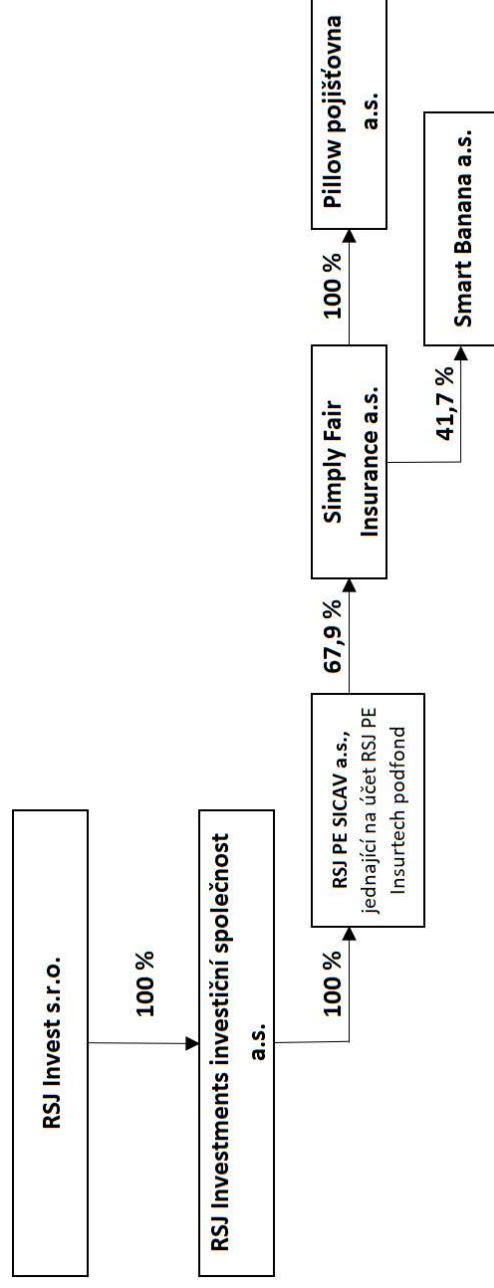 RSJ Invest s.r.o.
100 %
RSJ Investments investiční společnost
a.s.
100 %
RSJ PE SICAV a.s.,
jednající na účet RSJ PE
Insurtech podfond
67,9 %
Simply Fair
Insurance a.s.
100 %
Pillow pojišťovna
a.s.
41,7 %
Smart Banana a.s.